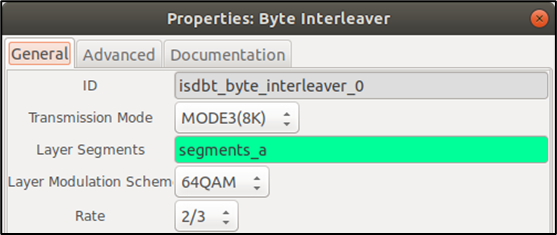 Properties: Byte Interleaver
General Advanced Documentation
ID isdbt_byte_interleaver_0
Transmission Mode MODE3(8K)
Layer Segments segments_a
Layer Modulation Schem 64QAM
Rate 2/3